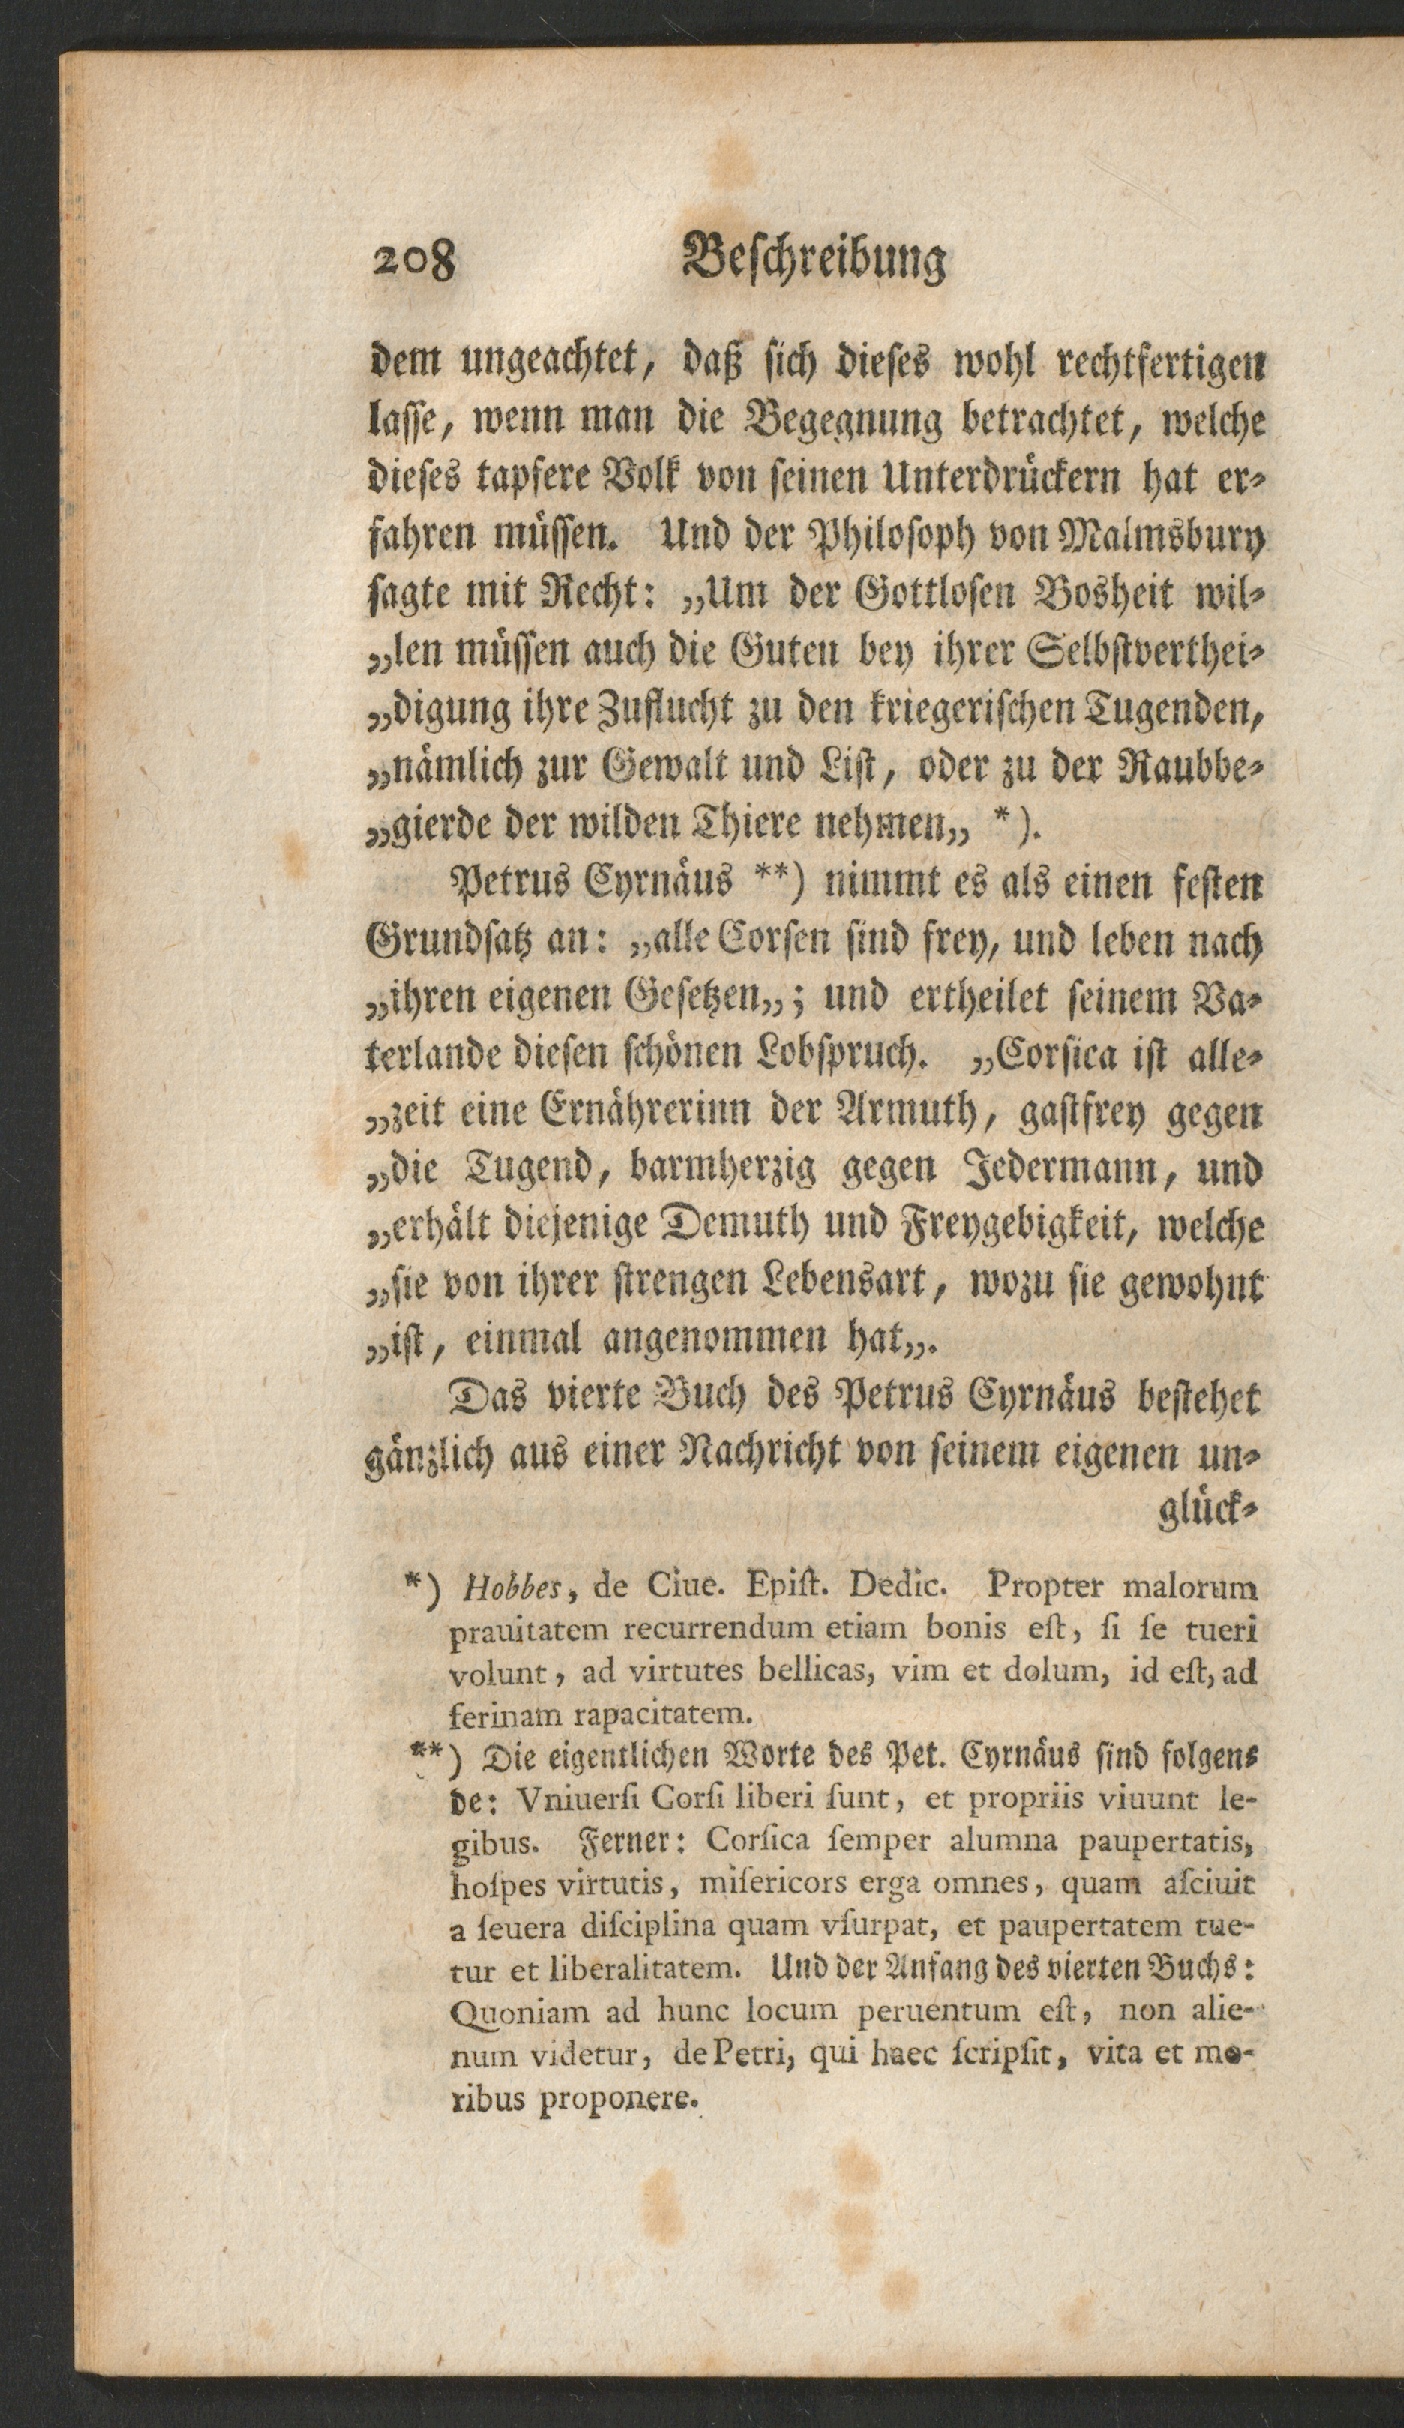 208 Beſchreibung
dem ungeachtet, daß ſich dieſes wohl rechtfertigen
laſſe, wenn man die Begegnung betrachtet, welche
dieſes tapfere Volk von ſeinen Unterdrückern hat er⸗
fahren müſſen. Und der Philoſoph von Malmsbury
ſagte mit Recht: „Um der Gottloſen Bosheit wil⸗
„len müſſen auch die Guten bey ihrer Selbſtverthei⸗
„digung ihre Zuflucht zu den kriegeriſchen Tugenden,
„nämlich zur Gewalt und Liſt, oder zu der Raubbe⸗
„gierde der wilden Thiere nehmen„ *).
Petrus Cyrnäus **) nimmt es als einen feſten
Grundſatz an: „alle Corſen ſind frey, und leben nach
„ihren eigenen Geſetzen„; und ertheilet ſeinem Va⸗
terlande dieſen ſchönen Lobſpruch. „Corſica iſt alle⸗
„zeit eine Ernährerinn der Armuth, gaſtfrey gegen
„die Tugend, barmherzig gegen Jedermann, und
„erhält diejenige Demuth und Freygebigkeit, welche
„ſie von ihrer ſtrengen Lebensart, wozu ſie gewohnt
„iſt, einmal angenommen hat„.
Das vierte Buch des Petrus Cyrnäus beſtehet
gänzlich aus einer Nachricht von ſeinem eigenen un⸗
glück⸗
*) Hobbes, de Ciue. Epiſt. Dedic. Propter malorum
prauitatem recurrendum etiam bonis eſt, ſi ſe tueri
volunt, ad virtutes bellicas, vim et dolum, id eſt, ad
ferinam rapacitatem.
**) Die eigentlichen Worte des Pet. Cyrnäus ſind folgen⸗
de: Vniuerſi Corſi liberi ſunt, et propriis viuunt le-
gibus. Ferner: Corſica ſemper alumna paupertatis,
hoſpes virtutis, miſericors erga omnes, quam aſciuit
a ſeuera diſciplina quam vſurpat, et paupertatem tue-
tur et liberalitatem. Und der Anfang des vierten Buchs:
Quoniam ad hunc locum peruentum eſt, non alie-
num videtur, de Petri, qui haec ſcripſit, vita et mo-
ribus proponere.